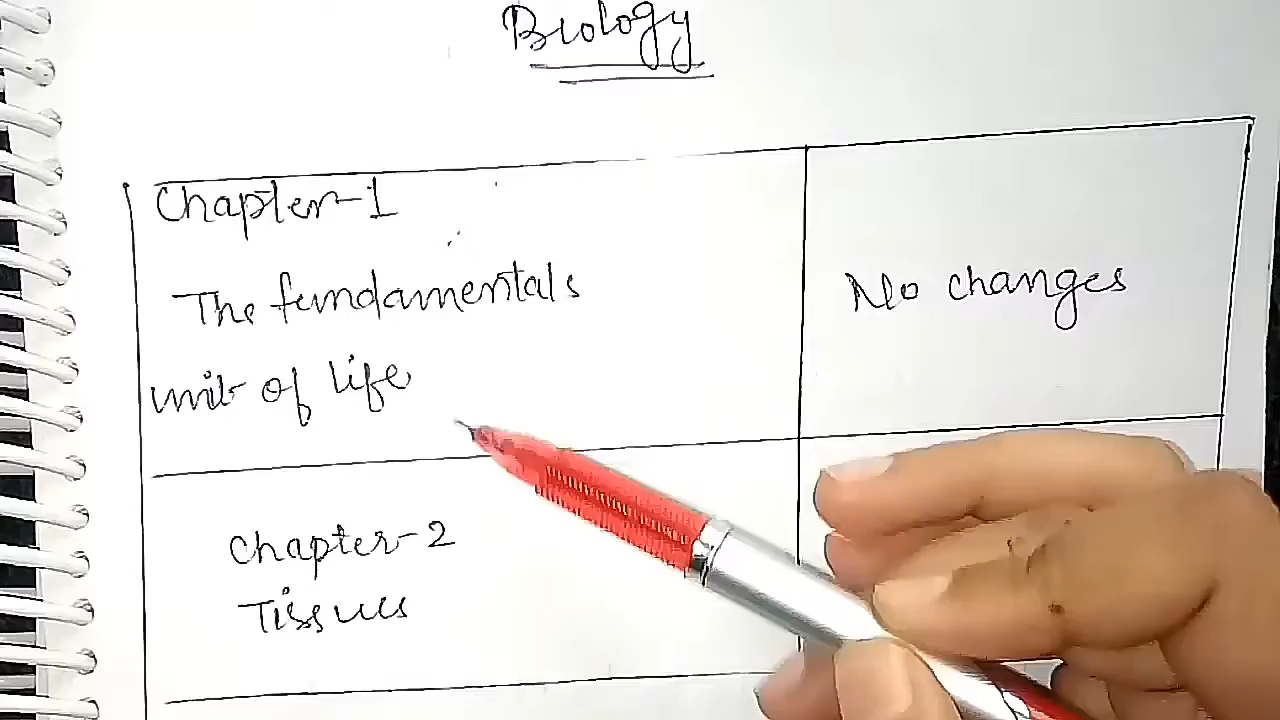 Biology
Chapter-1
The fundamentals
unit of life
No changes
Chapter-2
Tissues